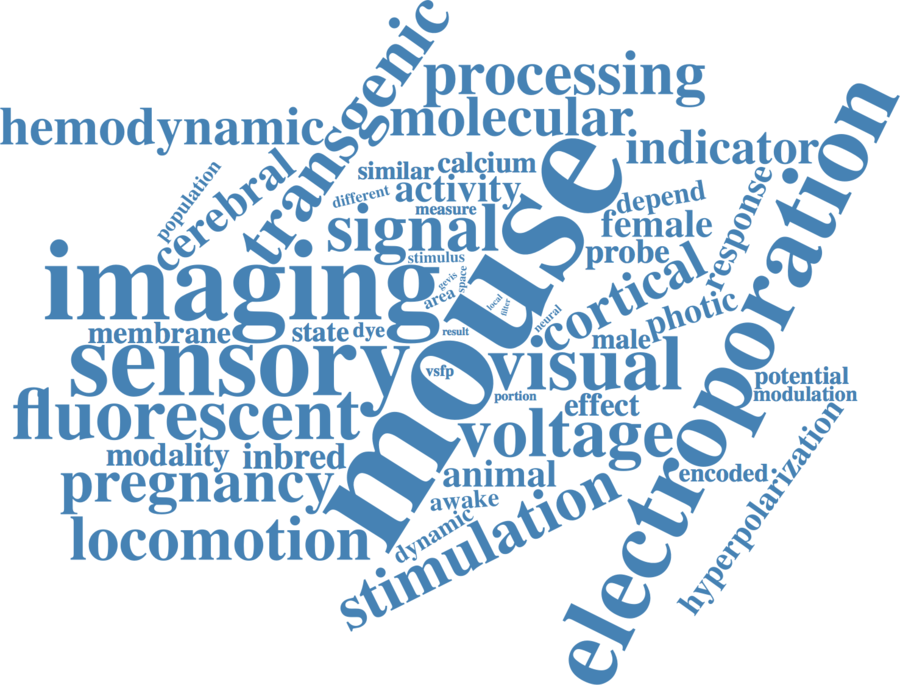 transgenic
processing
hemodynamic
molecular
indicator
electroporation
mouse
cerebral
population
similar
calcium
different
activity
measure
depend
response
female
signal
probe
stimulus
imaging
gevis
space
area
local
filter
neural
cortical
photic
membrane
state
dye
result
male
sensory
vsfp
visual
portion
potential
modulation
fluorescent
effect
voltage
modality
inbred
animal
encoded
pregnancy
awake
hyperpolarization
locomotion
dynamic
stimulation